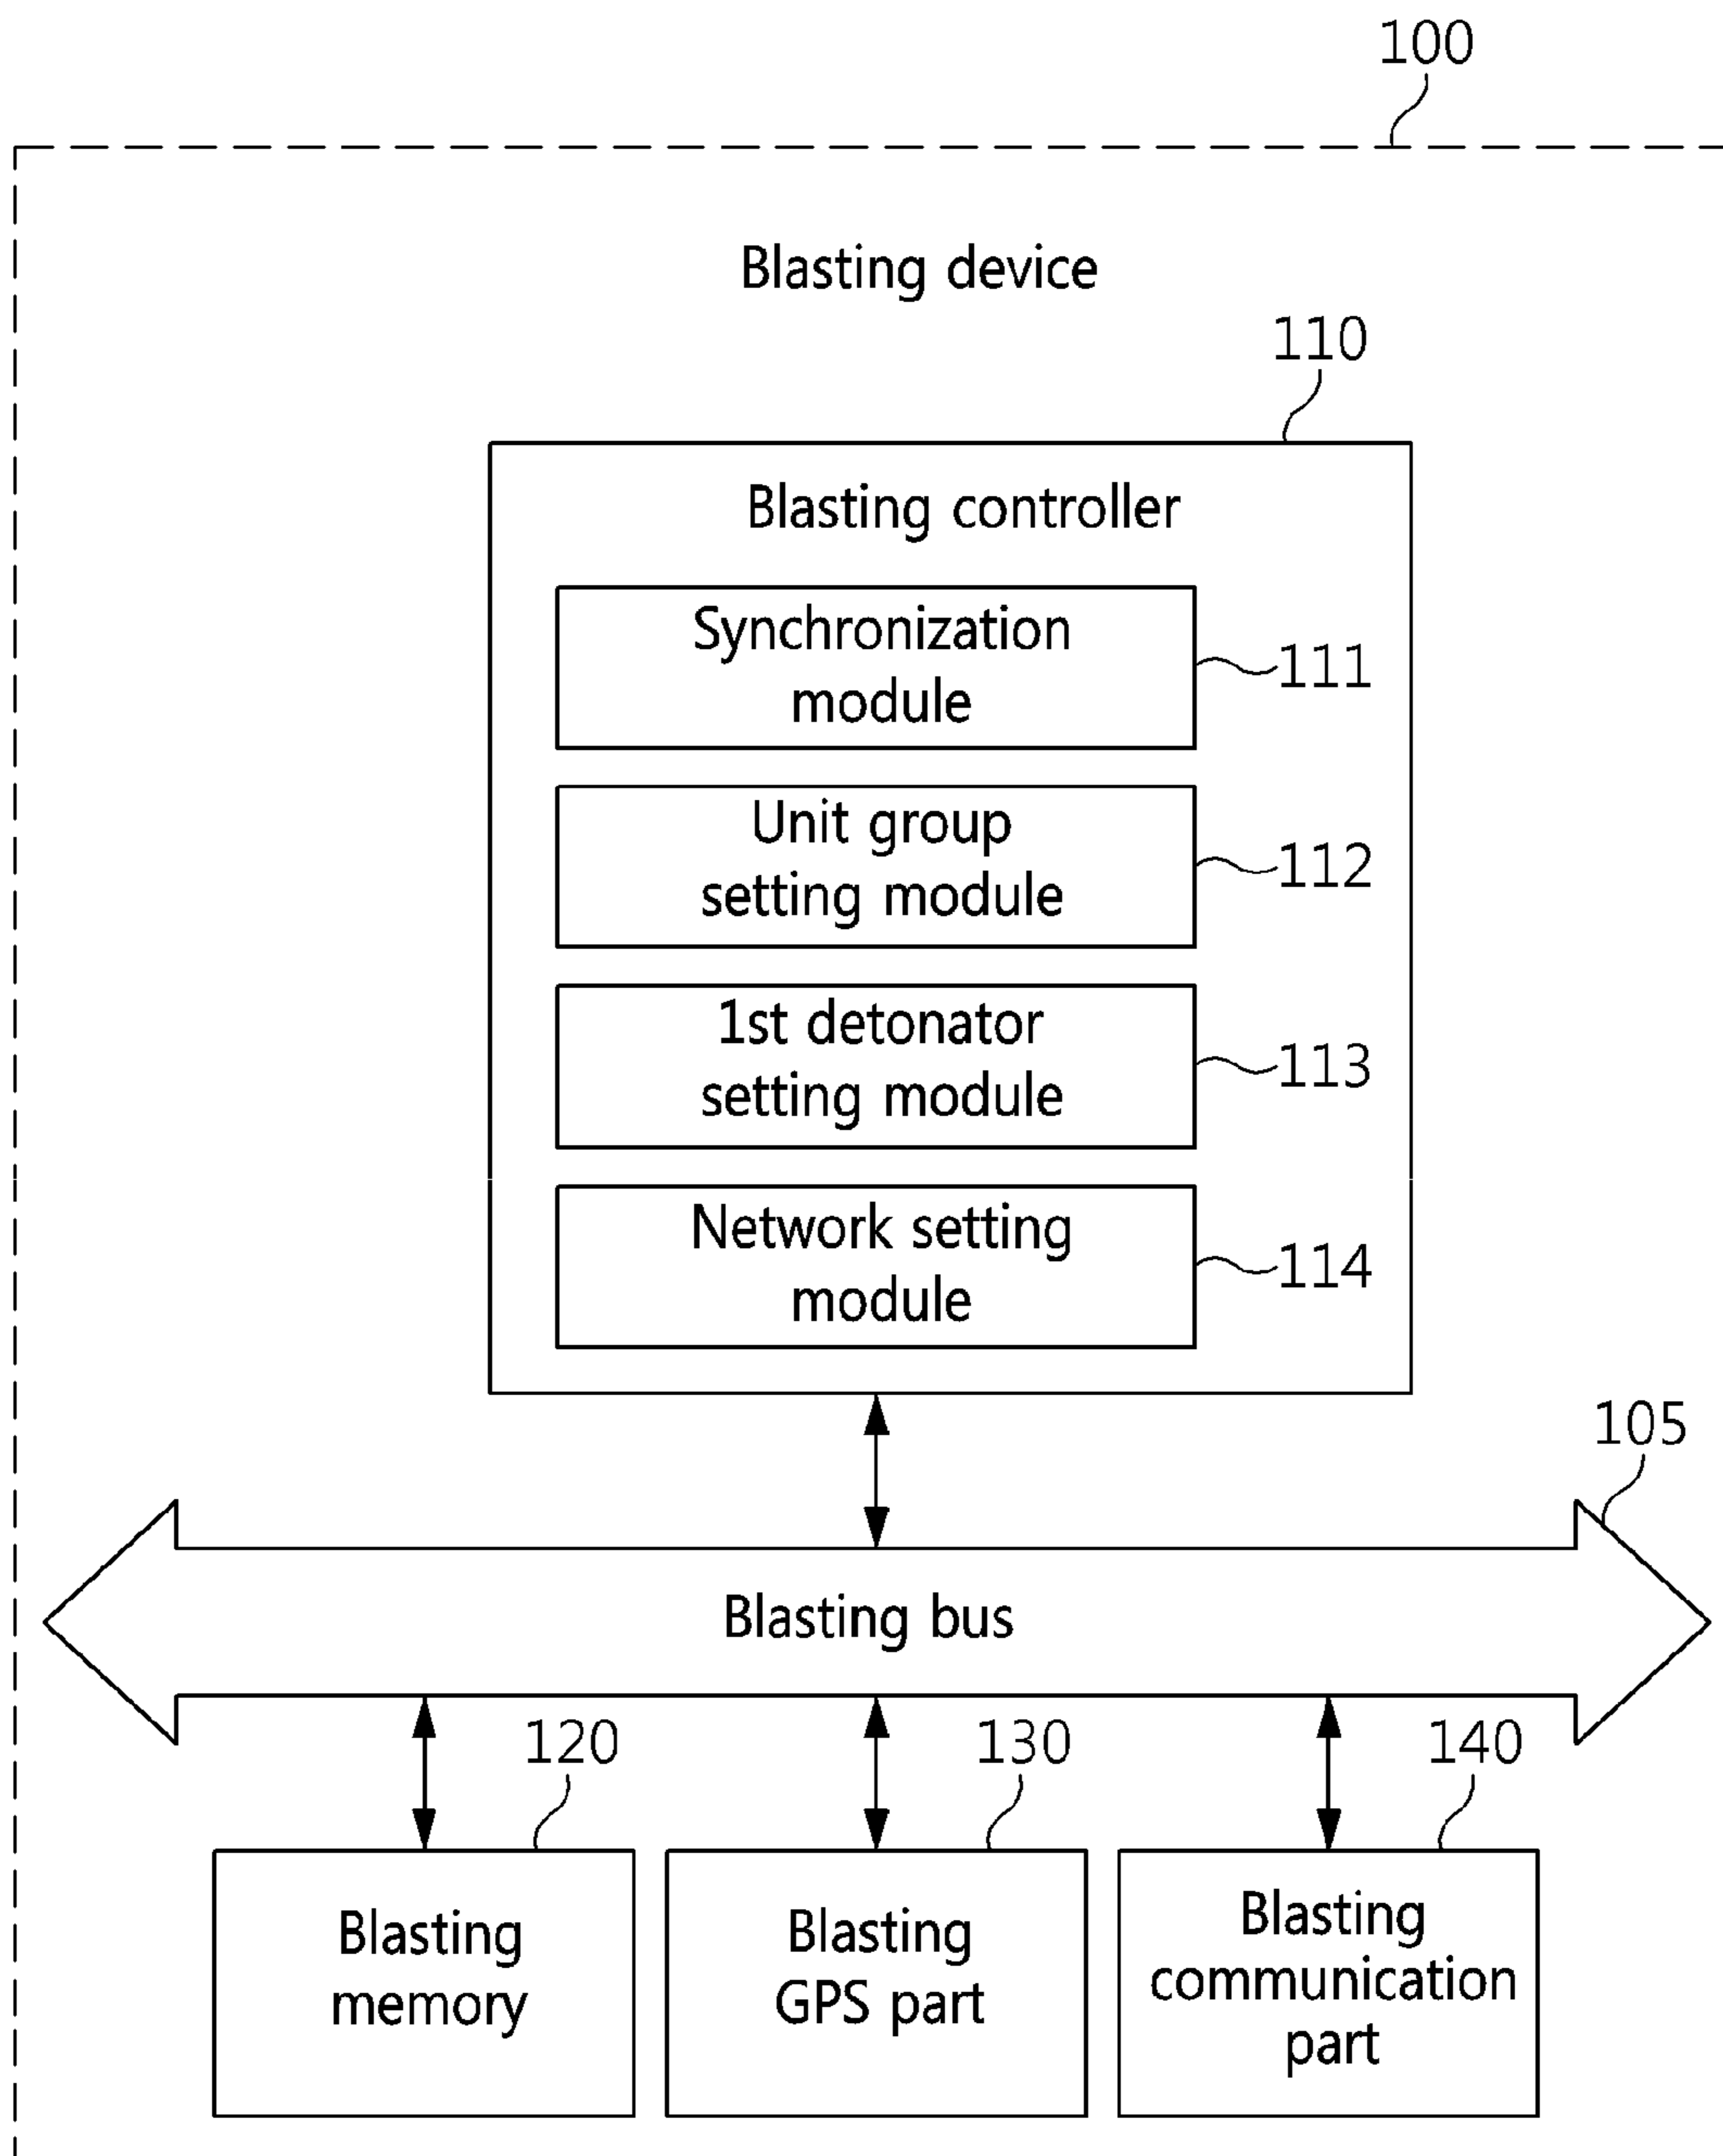 100
Blasting device
110
Blasting controller
Synchronization
module
111
Unit group
setting module
112
1st detonator
setting module
113
Network setting
module
114
105
Blasting bus
120
130
140
Blasting
memory
Blasting
GPS part
Blasting
communication
part